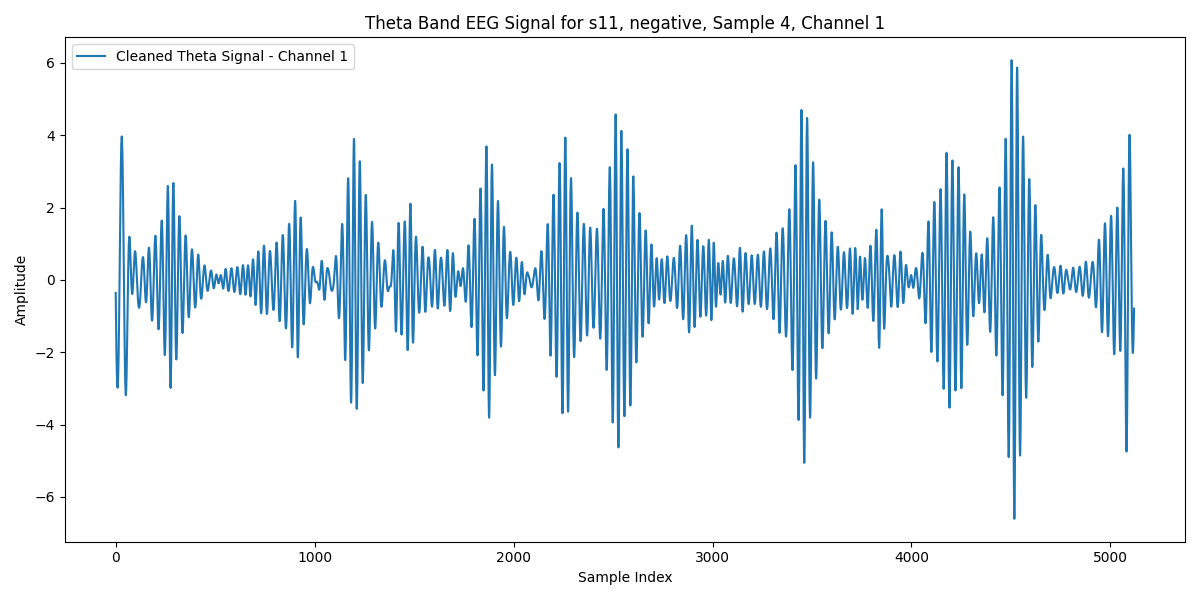 Theta Band EEG Signal for s11, negative, Sample 4, Channel 1
Cleaned Theta Signal - Channel 1
6
4
2
0
−2
−4
−6
Amplitude
0 1000 2000 3000 4000 5000
Sample Index